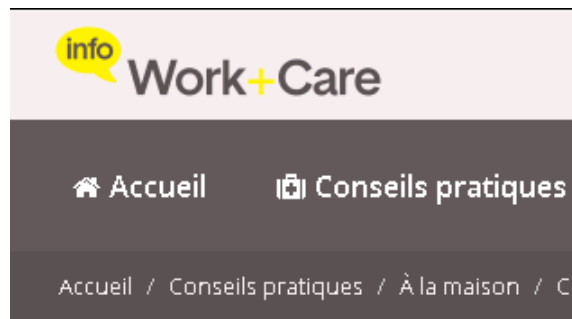 info
Work+Care
Accueil Conseils pratiques
Accueil / Conseils pratiques / À la maison / C